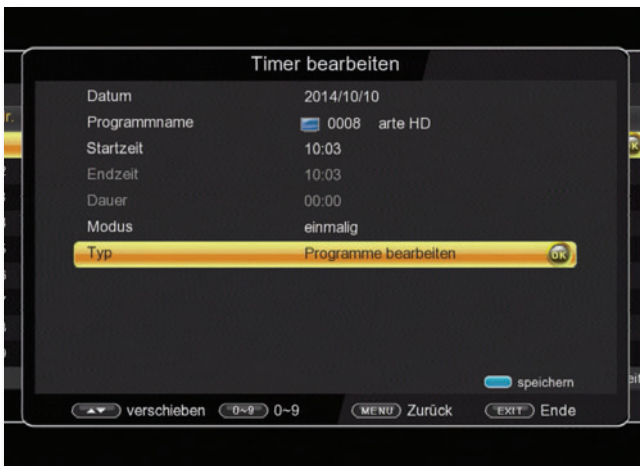 Timer bearbeiten
Datum 2014/10/10
Programmname 0008 arte HD
Startzeit 10:03
Endzeit 10:03
Dauer 00:00
Modus einmalig
Typ Programme bearbeiten OK
speichern
verschieben 0~9 0~9 MENU Zurück EXIT Ende